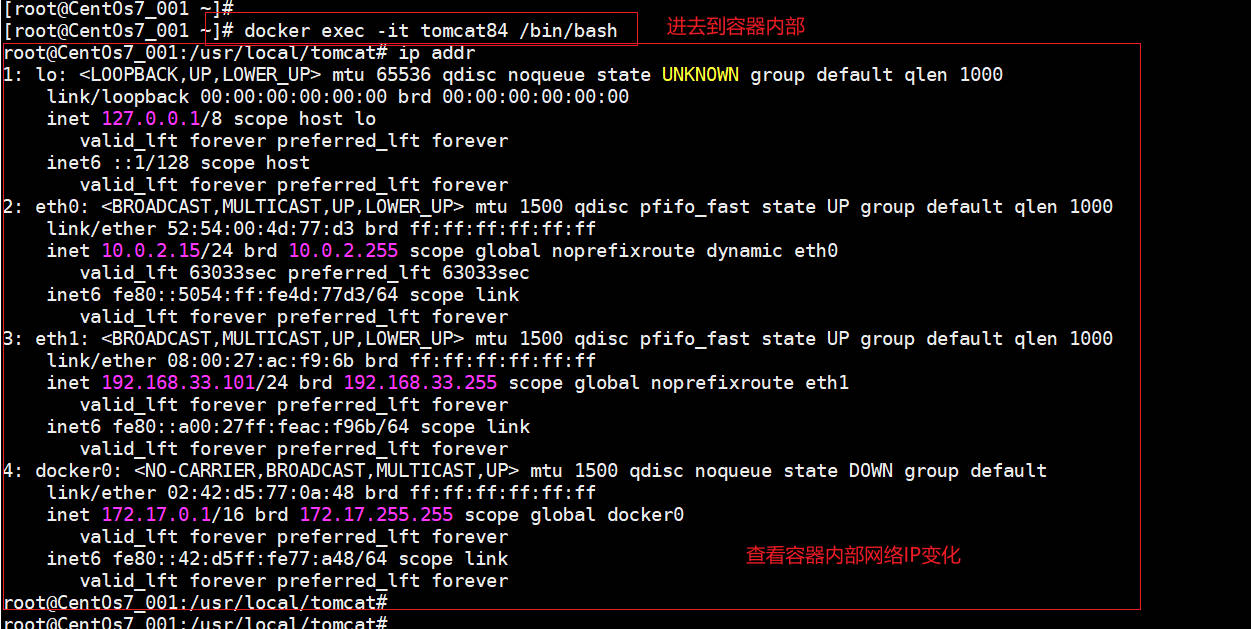 [root@CentOs7_001 ~]#
[root@CentOs7_001 ~]# docker exec -it tomcat84 /bin/bash 进去到容器内部
root@CentOs7_001:/usr/local/tomcat# ip addr
1: lo: <LOOPBACK,UP,LOWER_UP> mtu 65536 qdisc noqueue state UNKNOWN group default qlen 1000
    link/loopback 00:00:00:00:00:00 brd 00:00:00:00:00:00
    inet 127.0.0.1/8 scope host lo
       valid_lft forever preferred_lft forever
    inet6 ::1/128 scope host
       valid_lft forever preferred_lft forever
2: eth0: <BROADCAST,MULTICAST,UP,LOWER_UP> mtu 1500 qdisc pfifo_fast state UP group default qlen 1000
    link/ether 52:54:00:4d:77:d3 brd ff:ff:ff:ff:ff:ff
    inet 10.0.2.15/24 brd 10.0.2.255 scope global noprefixroute dynamic eth0
       valid_lft 63033sec preferred_lft 63033sec
    inet6 fe80::5054:ff:fe4d:77d3/64 scope link
       valid_lft forever preferred_lft forever
3: eth1: <BROADCAST,MULTICAST,UP,LOWER_UP> mtu 1500 qdisc pfifo_fast state UP group default qlen 1000
    link/ether 08:00:27:ac:f9:6b brd ff:ff:ff:ff:ff:ff
    inet 192.168.33.101/24 brd 192.168.33.255 scope global noprefixroute eth1
       valid_lft forever preferred_lft forever
    inet6 fe80::a00:27ff:feac:f96b/64 scope link
       valid_lft forever preferred_lft forever
4: docker0: <NO-CARRIER,BROADCAST,MULTICAST,UP> mtu 1500 qdisc noqueue state DOWN group default
    link/ether 02:42:d5:77:0a:48 brd ff:ff:ff:ff:ff:ff
    inet 172.17.0.1/16 brd 172.17.255.255 scope global docker0
       valid_lft forever preferred_lft forever
    inet6 fe80::42:d5ff:fe77:a48/64 scope link 查看容器内部网络IP变化
       valid_lft forever preferred_lft forever
root@CentOs7_001:/usr/local/tomcat#
root@CentOs7_001:/usr/local/tomcat#